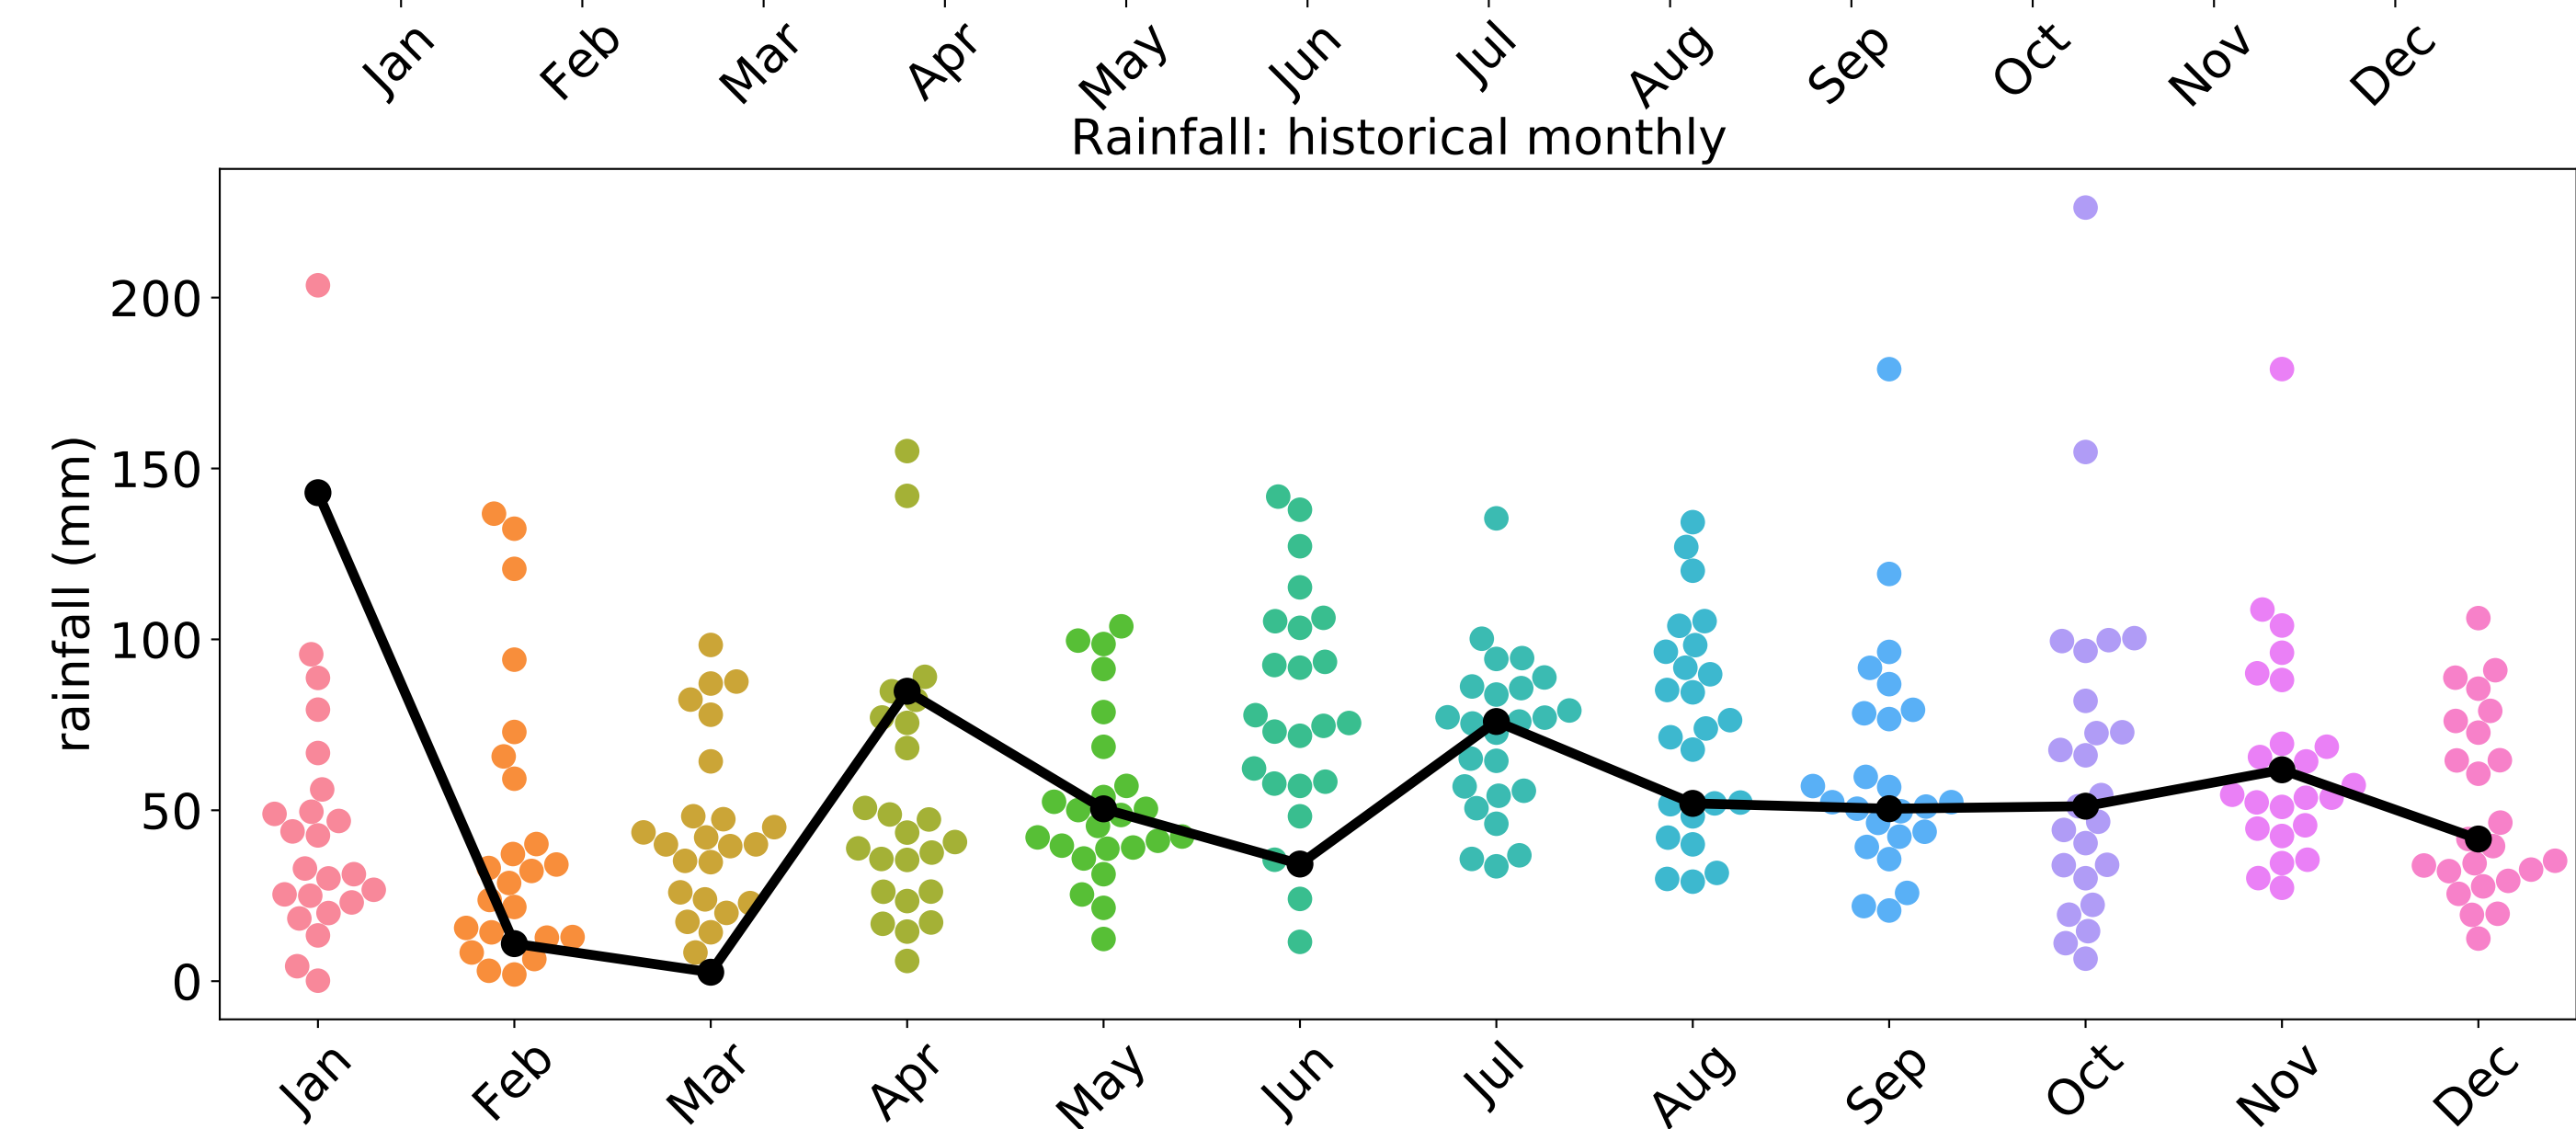 Jan Feb Mar Apr May Jun Jul Aug Sep Oct Nov Dec
Rainfall: historical monthly
rainfall (mm)
200
150
100
50
0
Jan Feb Mar Apr May Jun Jul Aug Sep Oct Nov Dec